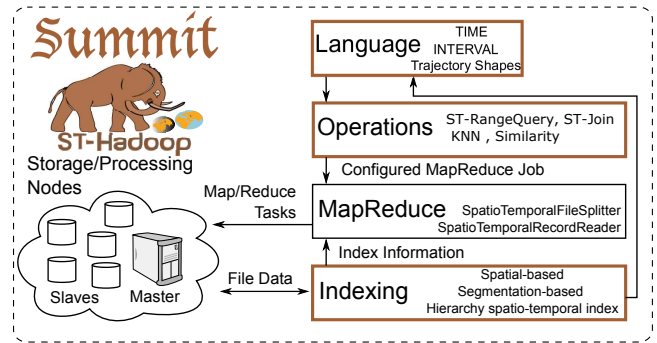 Summit
ST-Hadoop
Storage/Processing
Nodes
Slaves
Master
Language
TIME
INTERVAL
Trajectory Shapes
Operations
ST-RangeQuery, ST-Join
KNN , Similarity
Configured MapReduce Job
Map/Reduce
Tasks
MapReduce
SpatioTemporalFileSplitter
SpatioTemporalRecordReader
Index Information
File Data
Indexing
Spatial-based
Segmentation-based
Hierarchy spatio-temporal index